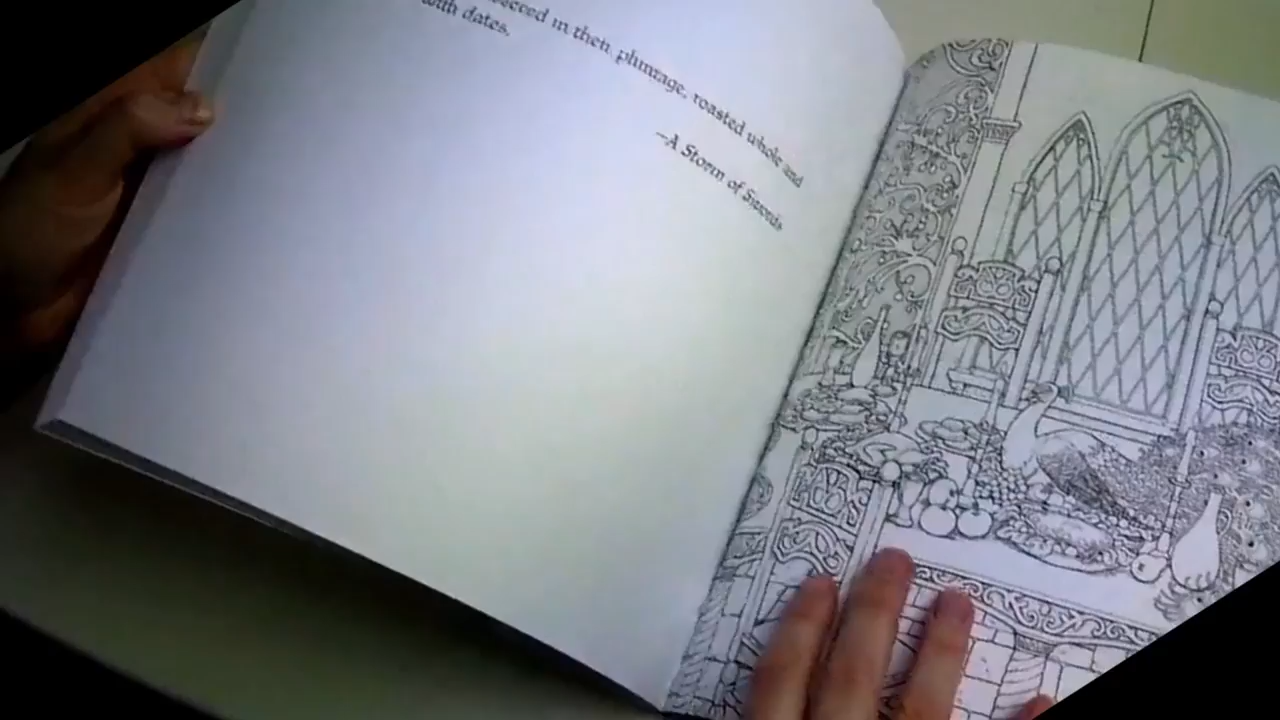 in their plumage, roasted whole and
with dates,
—A Storm of Swords